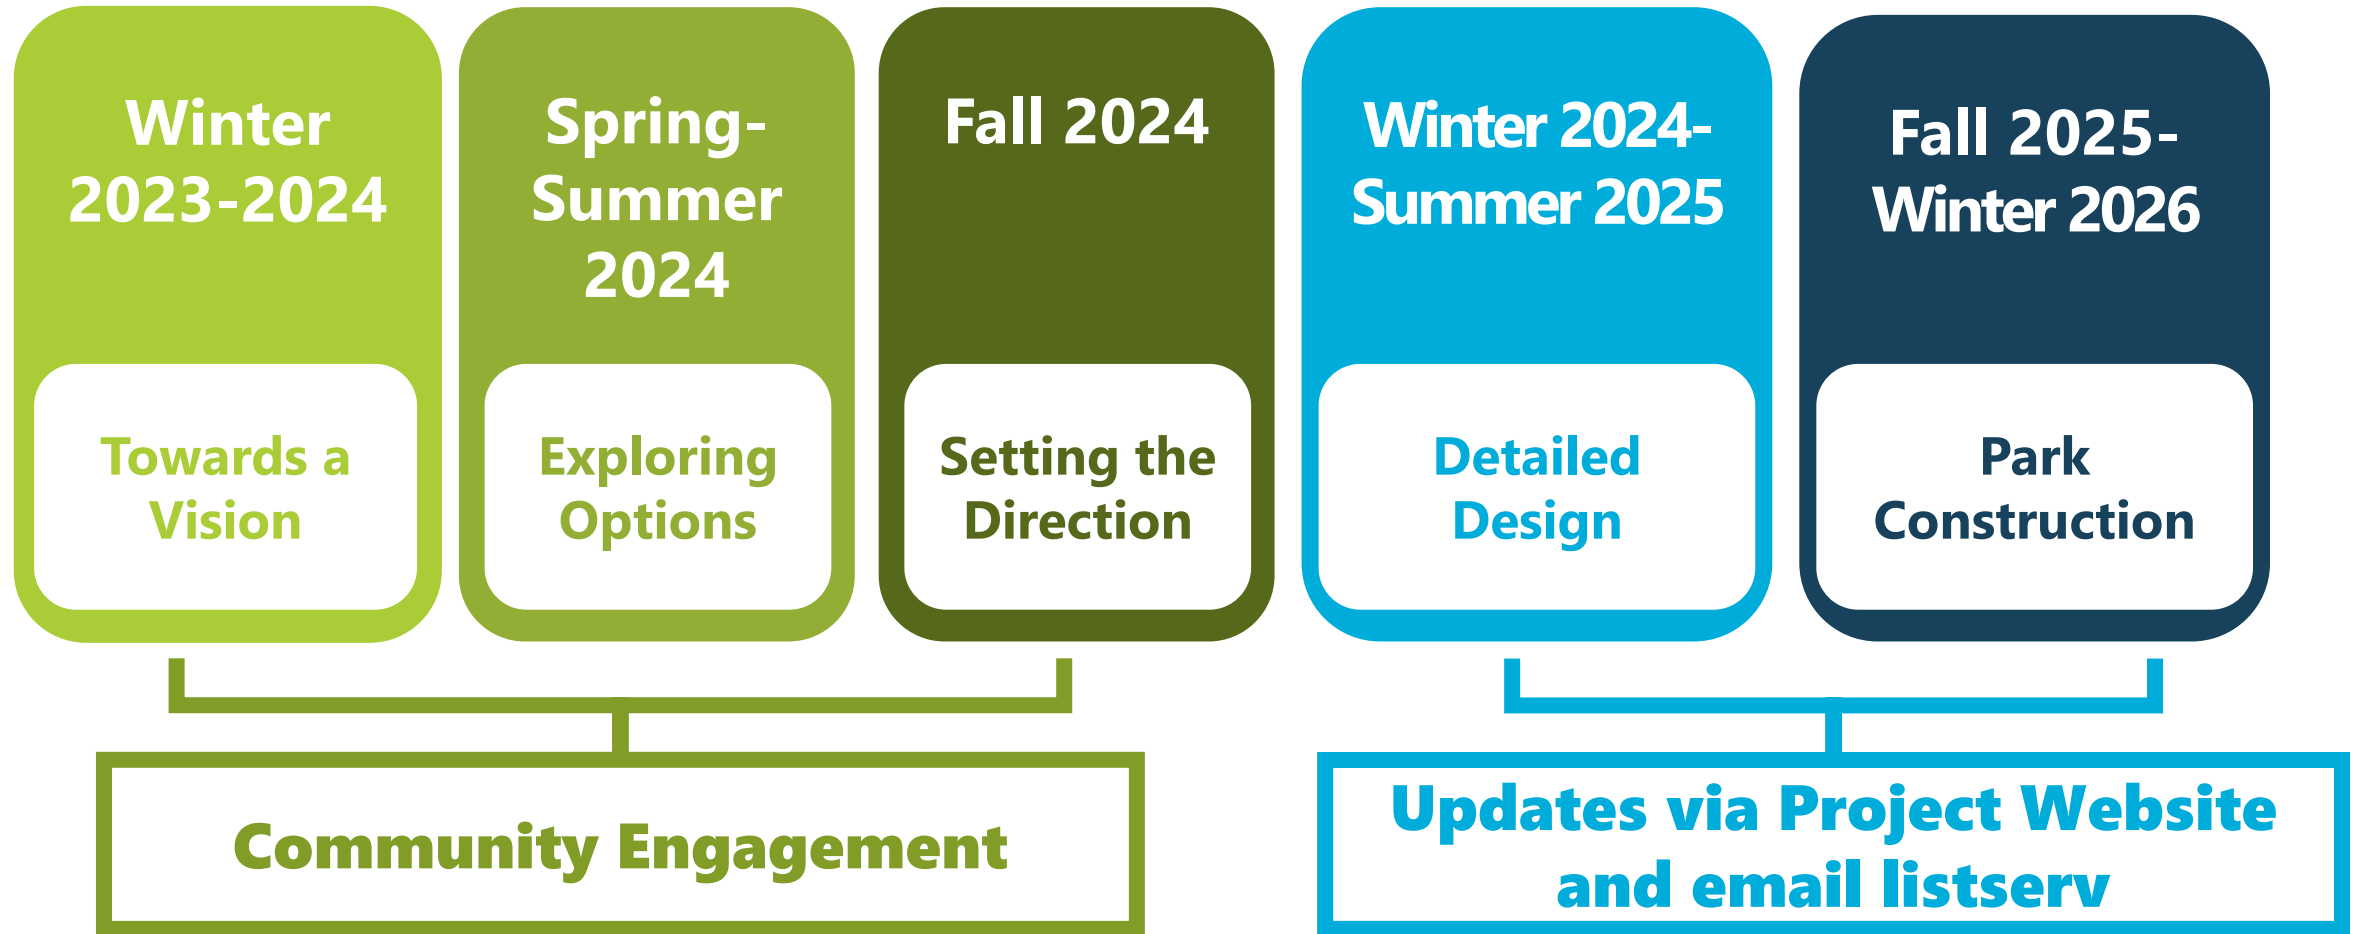 Winter
2023-2024
Towards a
Vision
Spring-
Summer
2024
Exploring
Options
Fall 2024
Setting the
Direction
Winter 2024-
Summer 2025
Detailed
Design
Fall 2025-
Winter 2026
Park
Construction
Community Engagement
Updates via Project Website
and email listserv